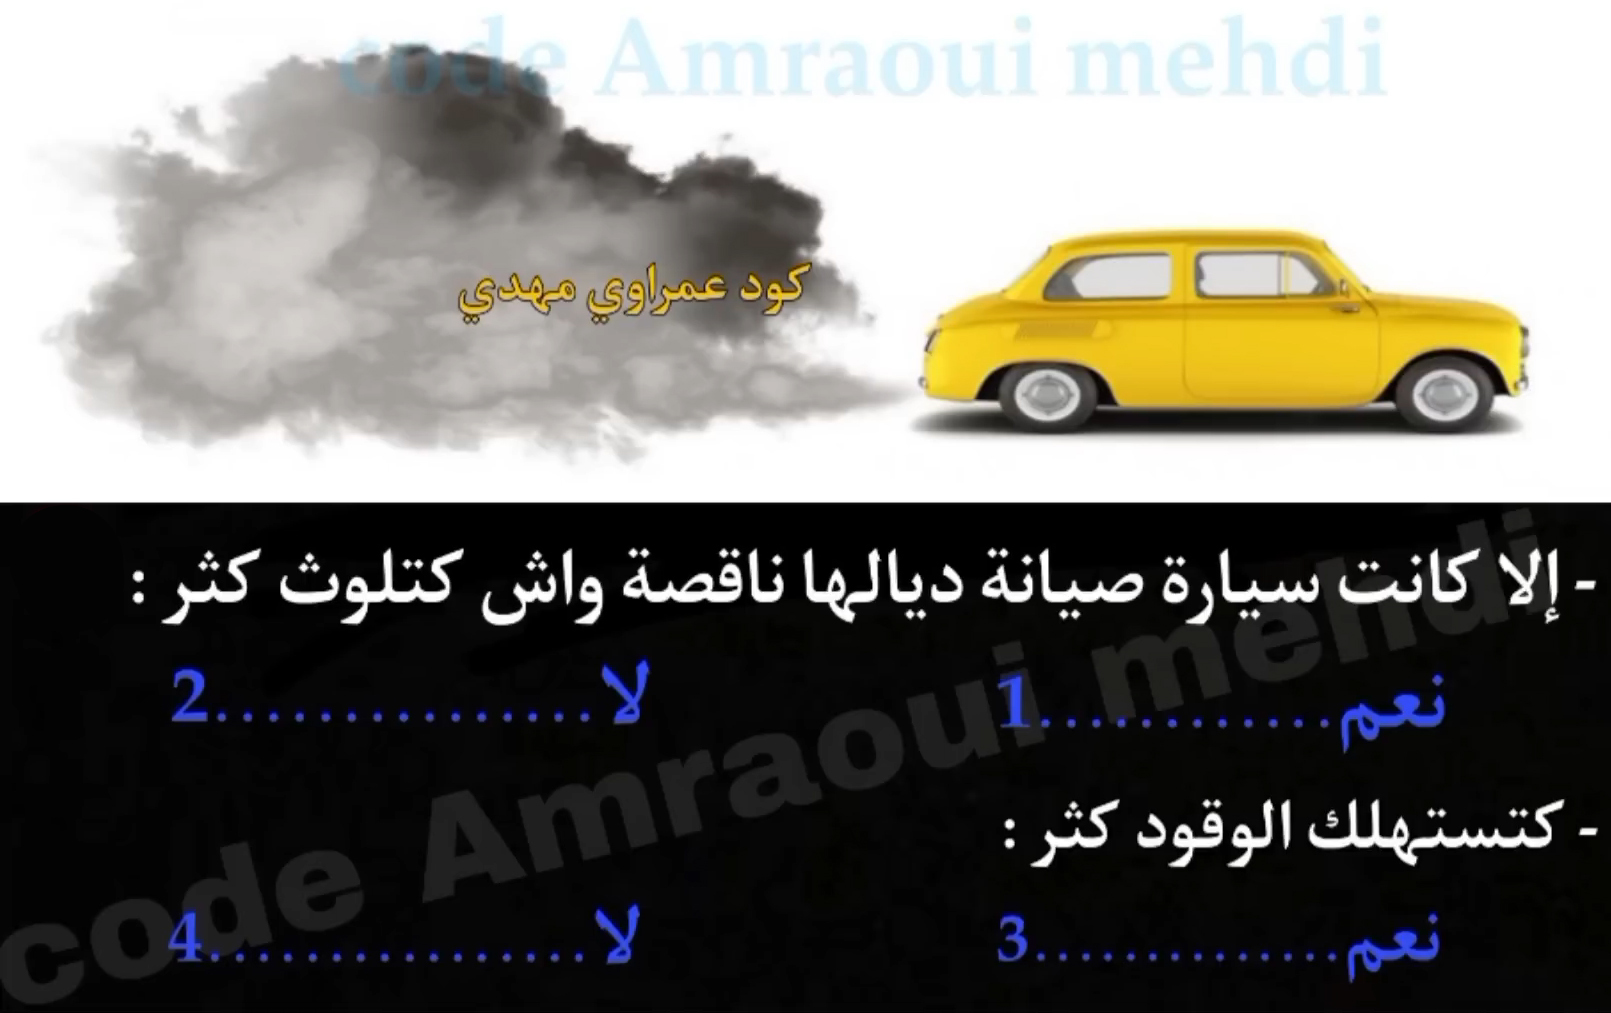 code Amraoui mehdi
كود عمراوي مهدي
- إلا كانت سيارة صيانة ديالها ناقصة واش كتلوث كثر :
نعم............1 لا................2
- كتستهلك الوقود كثر :
نعم..............3 لا.................4
code Amraoui mehdi